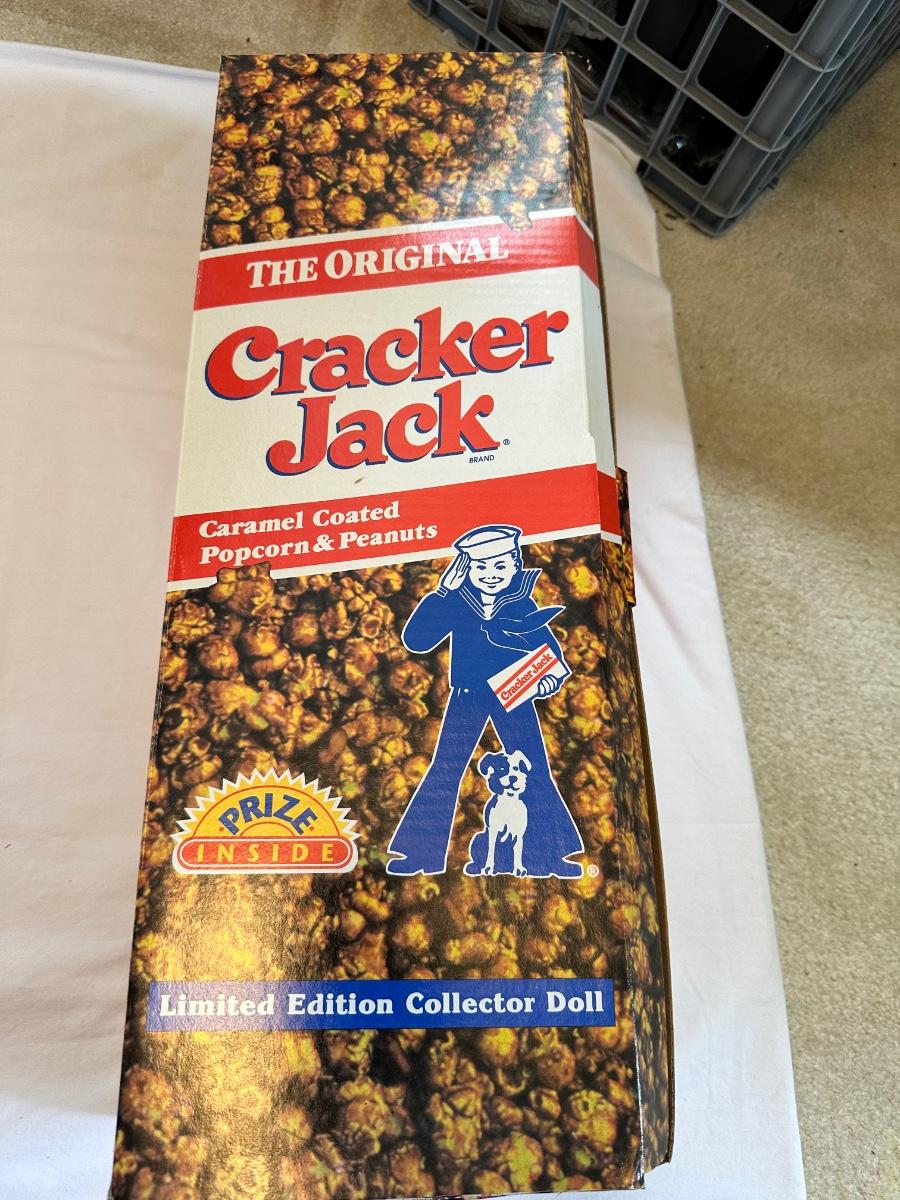 THE ORIGINAL
Cracker
Jack®
BRAND
Caramel Coated
Popcorn & Peanuts
Cracker Jack
PRIZE
INSIDE
®
Limited Edition Collector Doll